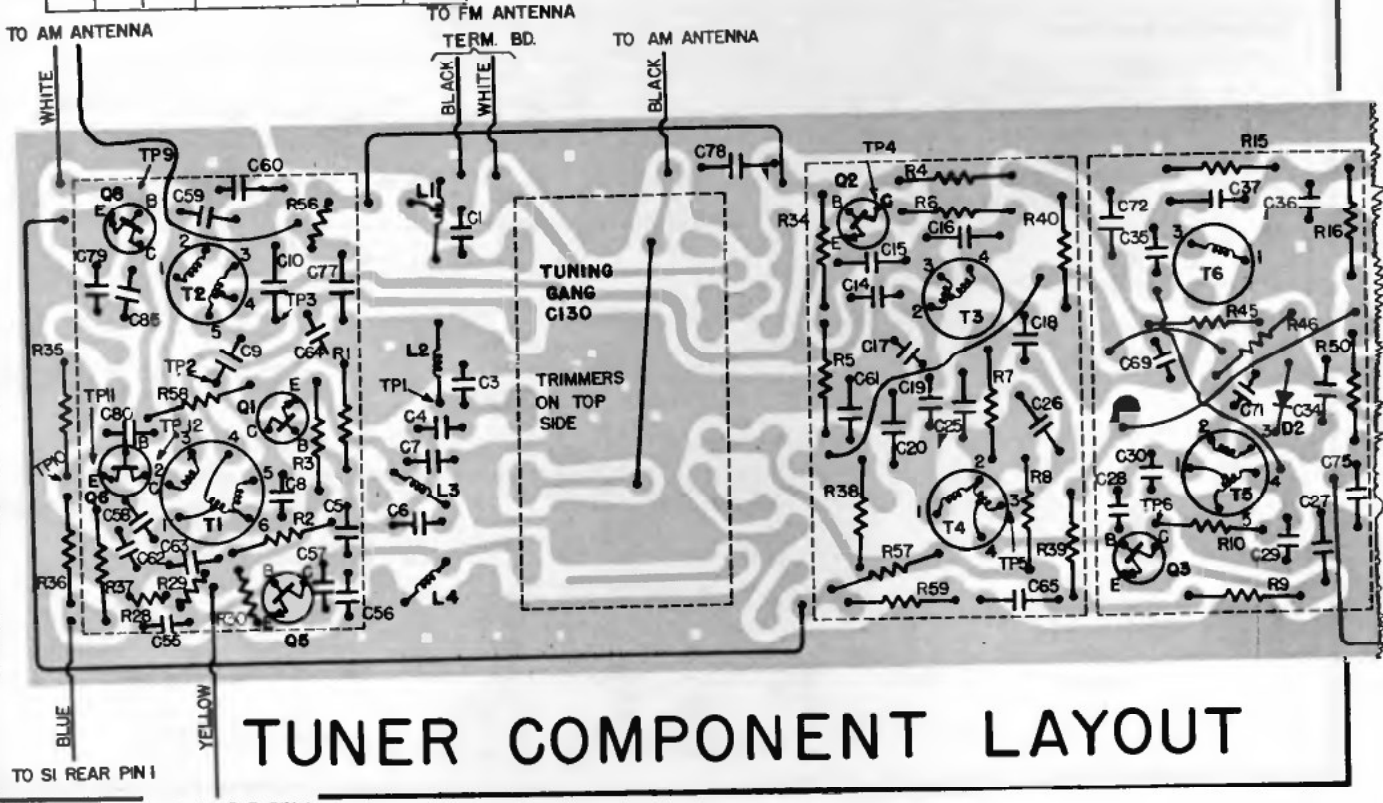 TO AM ANTENNA
TO FM ANTENNA
TERM. BD.
TO AM ANTENNA
WHITE
BLACK
WHITE
BLACK
TP9
C60
C78
TP4
R15
Q8
E
B
C
C59
R56
L1
C1
Q2
B
C
E
R4
R6
C16
R34
R40
C72
C37
C36
C35
R16
C79
C85
2
3
1
T2
4
5
C10
C77
TP3
TUNING
GANG
C130
C15
C14
3
4
2
T3
3
1
T6
C9
C64
R1
L2
C17
C18
R45
R46
R35
TP2
R58
TP1
C3
TRIMMERS
ON TOP
SIDE
R5
C61
C19
R7
C69
R50
TP11
C80
Q1
E
C
B
C4
C20
C25
C26
C71
C34
D2
TP12
B
E
C
3
4
2
5
C7
R3
2
3
TP10
Q6
C8
L3
R38
2
R8
C30
1
T5
4
C75
C58
1
T1
6
R2
C5
C6
1
T4
3
4
C28
TP6
3
C27
C62
C63
C57
R57
TP5
R39
B
C
E
Q3
R10
C29
R36
R37
R29
R28
C55
R30
B
C
E
Q5
C56
L4
R59
C65
R9
BLUE
YELLOW
TUNER COMPONENT LAYOUT
TO S1 REAR PIN 1